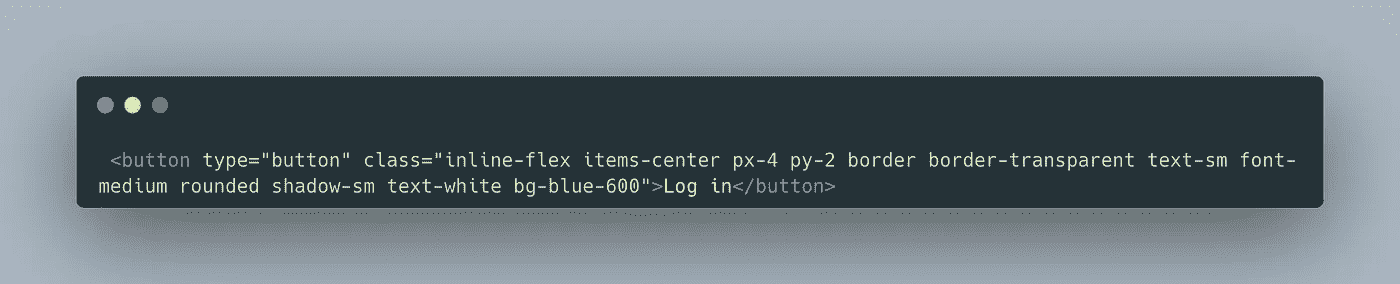 <button type="button" class="inline-flex items-center px-4 py-2 border border-transparent text-sm font-
medium rounded shadow-sm text-white bg-blue-600">Log in</button>